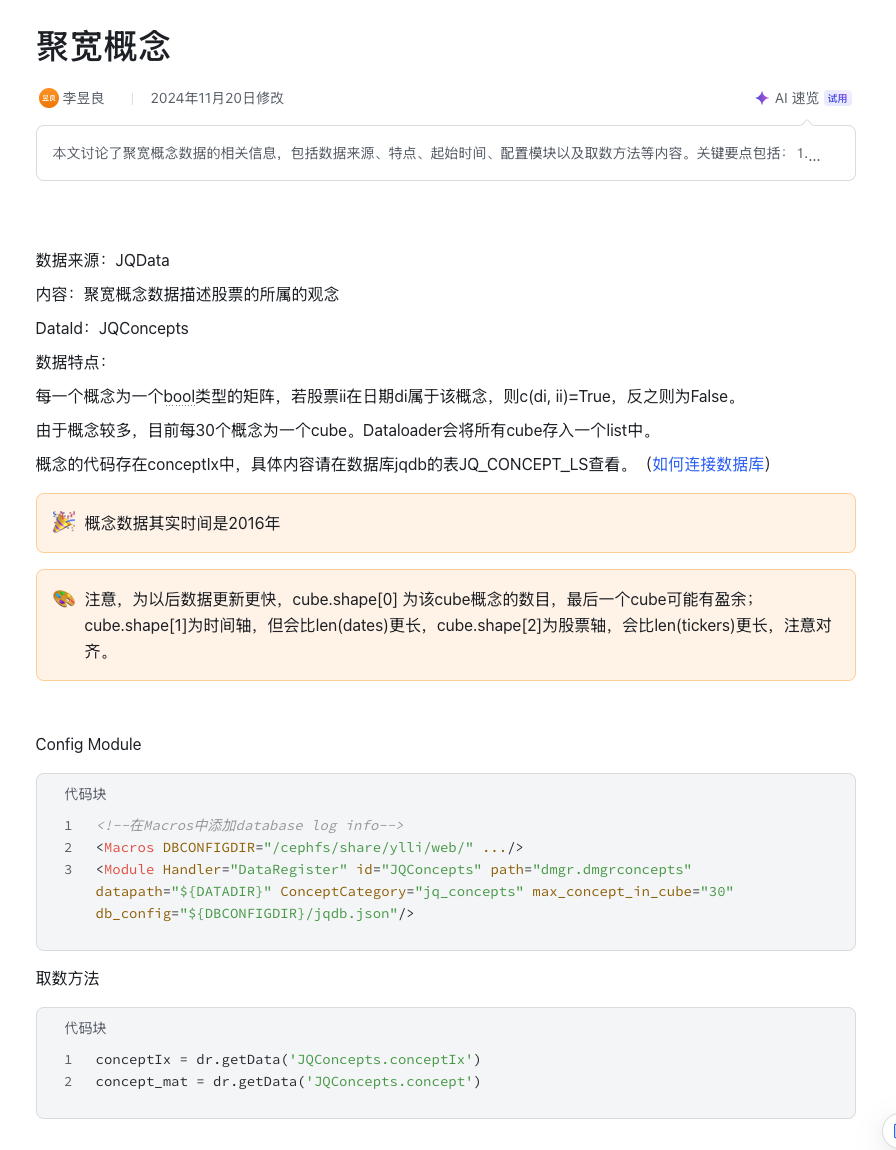 聚宽概念
昱良 李昱良 2024年11月20日修改 AI 速览 试用
本文讨论了聚宽概念数据的相关信息，包括数据来源、特点、起始时间、配置模块以及取数方法等内容。关键要点包括： 1....
数据来源：JQData
内容：聚宽概念数据描述股票的所属的观念
DataId：JQConcepts
数据特点：
每一个概念为一个bool类型的矩阵，若股票ii在日期di属于该概念，则c(di, ii)=True，反之则为False。
由于概念较多，目前每30个概念为一个cube。Dataloader会将所有cube存入一个list中。
概念的代码存在conceptIx中，具体内容请在数据库jqdb的表JQ_CONCEPT_LS查看。（如何连接数据库）
概念数据其实时间是2016年
注意，为以后数据更新更快，cube.shape[0] 为该cube概念的数目，最后一个cube可能有盈余；
cube.shape[1]为时间轴，但会比len(dates)更长，cube.shape[2]为股票轴，会比len(tickers)更长，注意对
齐。
Config Module
代码块
1 <!--在Macros中添加database log info-->
2 <Macros DBCONFIGDIR="/cephfs/share/ylli/web/" .../>
3 <Module Handler="DataRegister" id="JQConcepts" path="dmgr.dmgrconcepts"
datapath="${DATADIR}" ConceptCategory="jq_concepts" max_concept_in_cube="30"
db_config="${DBCONFIGDIR}/jqdb.json"/>
取数方法
代码块
1 conceptIx = dr.getData('JQConcepts.conceptIx')
2 concept_mat = dr.getData('JQConcepts.concept')